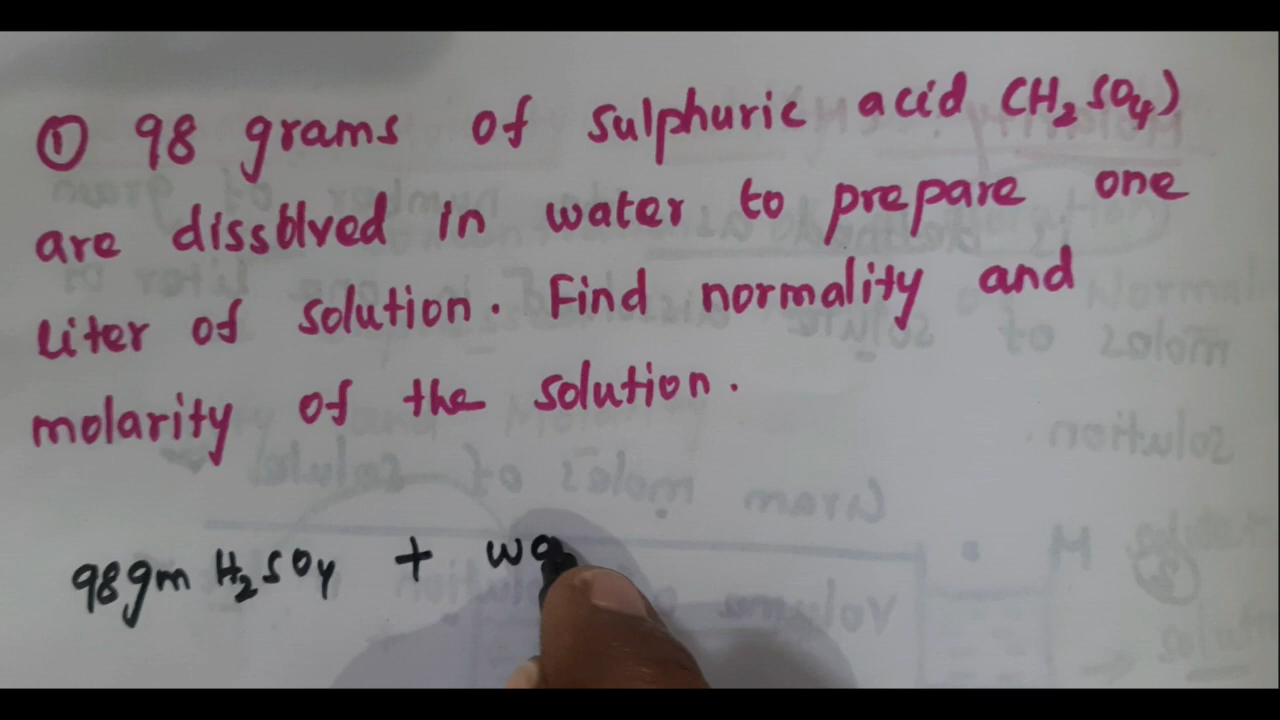 ① 98 grams of sulphuric acid (H₂SO₄)
are dissolved in water to prepare one
liter of solution. Find normality and
molarity of the solution.
98gm H₂SO₄ + wa